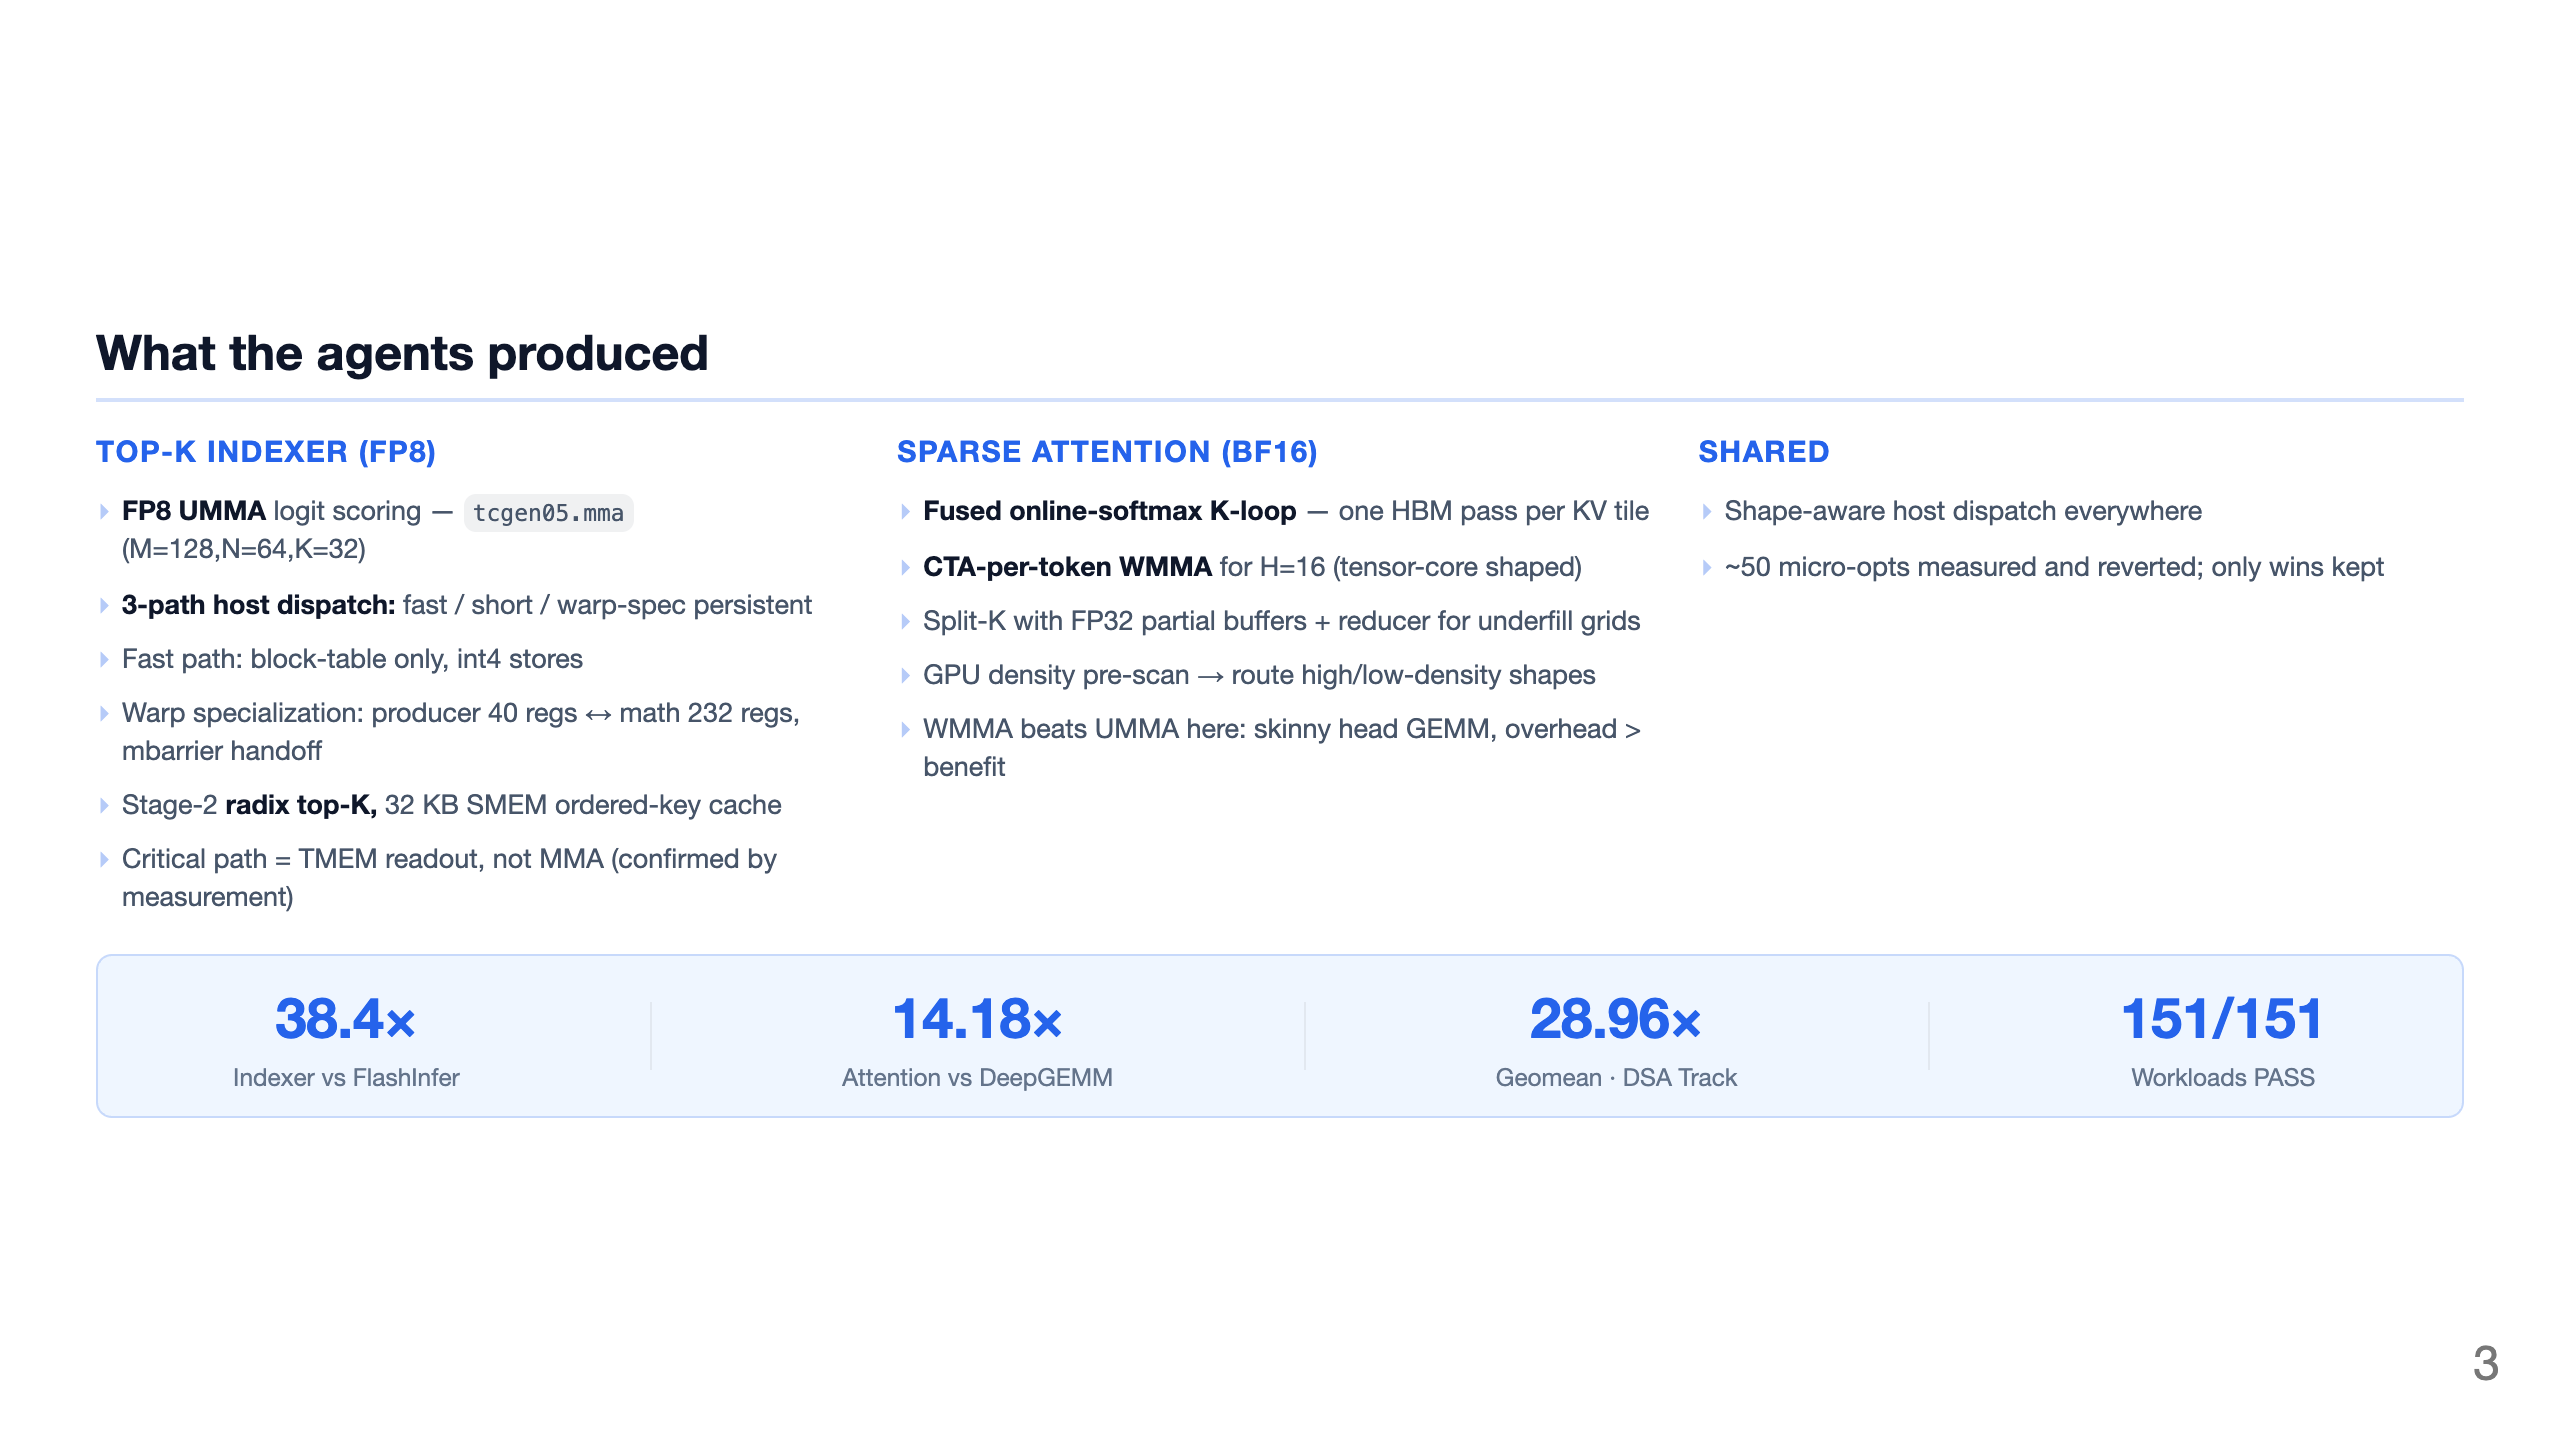 What the agents produced
TOP-K INDEXER (FP8)
FP8 UMMA logit scoring — tcgen05.mma
(M=128,N=64,K=32)
3-path host dispatch: fast / short / warp-spec persistent
Fast path: block-table only, int4 stores
Warp specialization: producer 40 regs ↔ math 232 regs,
mbarrier handoff
Stage-2 radix top-K, 32 KB SMEM ordered-key cache
Critical path = TMEM readout, not MMA (confirmed by
measurement)
SPARSE ATTENTION (BF16)
Fused online-softmax K-loop — one HBM pass per KV tile
CTA-per-token WMMA for H=16 (tensor-core shaped)
Split-K with FP32 partial buffers + reducer for underfill grids
GPU density pre-scan → route high/low-density shapes
WMMA beats UMMA here: skinny head GEMM, overhead >
benefit
SHARED
Shape-aware host dispatch everywhere
~50 micro-opts measured and reverted; only wins kept
38.4×
Indexer vs FlashInfer
14.18×
Attention vs DeepGEMM
28.96×
Geomean · DSA Track
151/151
Workloads PASS
3